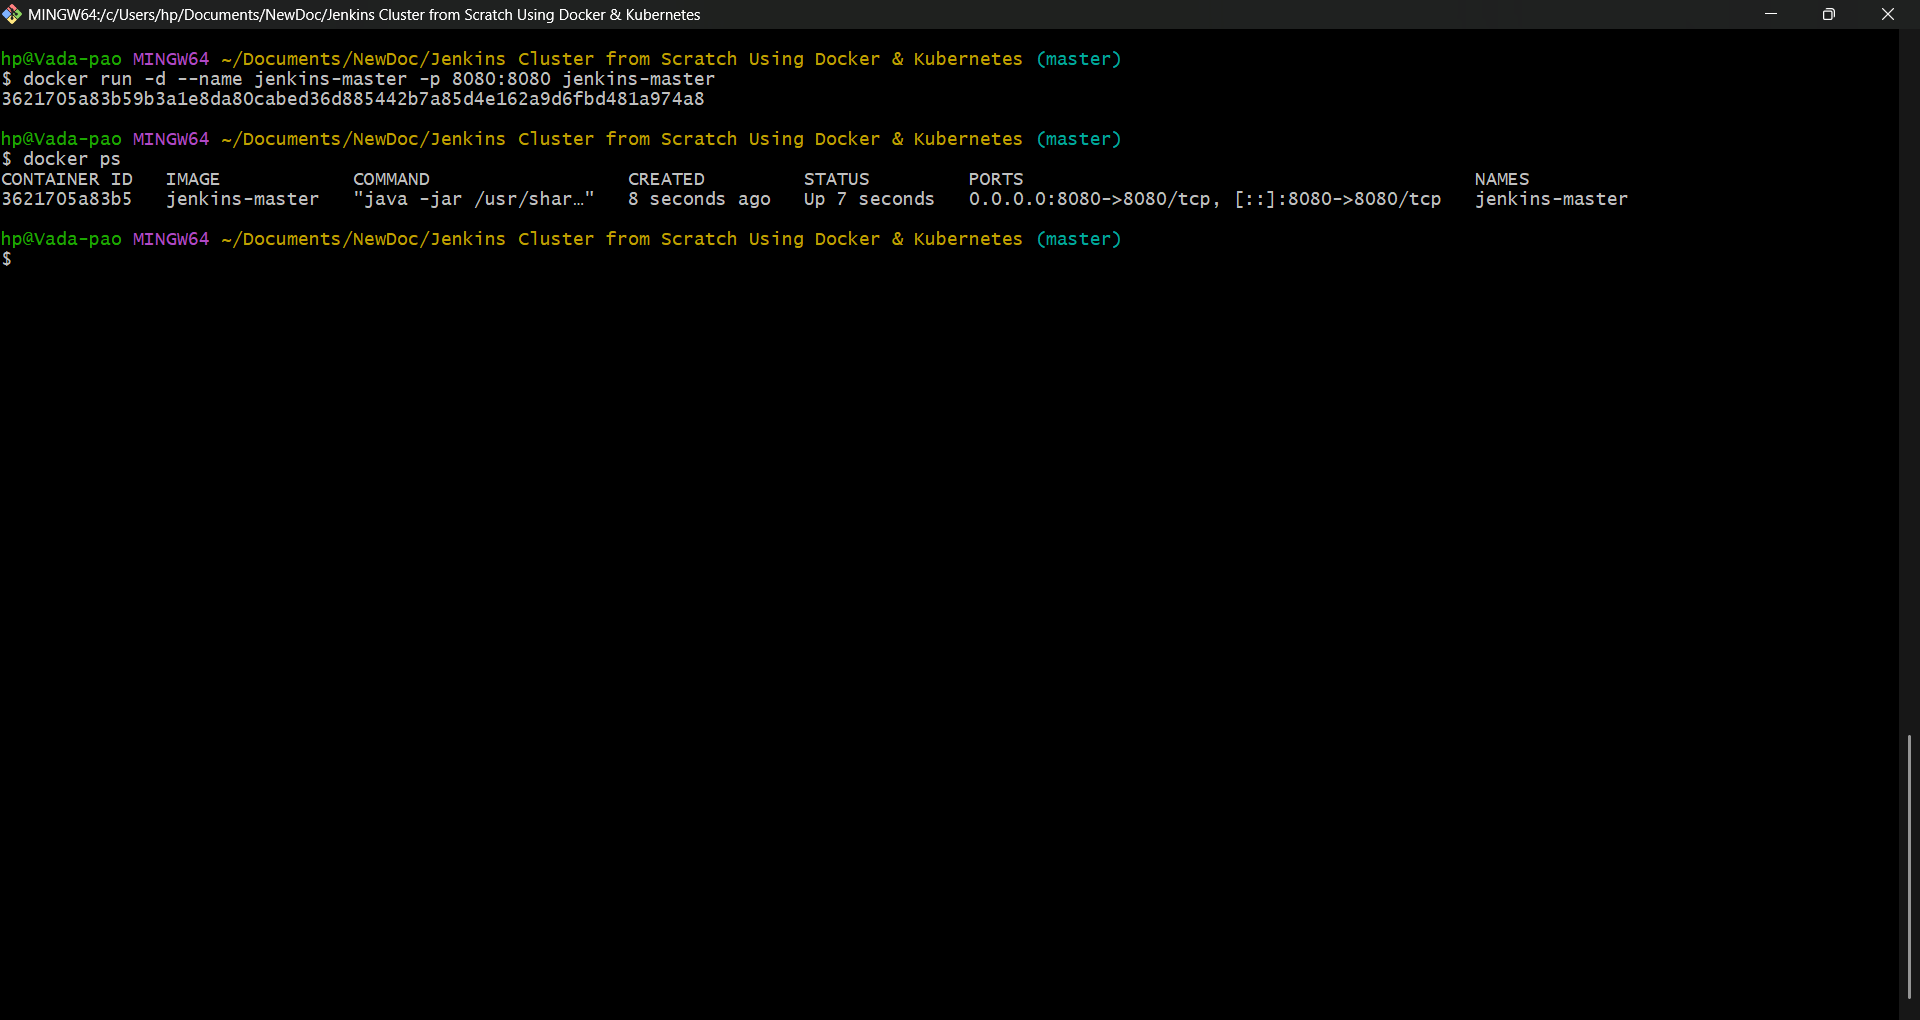 MINGW64:/c/Users/hp/Documents/NewDoc/Jenkins Cluster from Scratch Using Docker & Kubernetes
hp@Vada-pao MINGW64 ~/Documents/NewDoc/Jenkins Cluster from Scratch Using Docker & Kubernetes (master)
$ docker run -d --name jenkins-master -p 8080:8080 jenkins-master
3621705a83b59b3a1e8da80cabed36d885442b7a85d4e162a9d6fbd481a974a8
hp@Vada-pao MINGW64 ~/Documents/NewDoc/Jenkins Cluster from Scratch Using Docker & Kubernetes (master)
$ docker ps
CONTAINER ID   IMAGE            COMMAND                  CREATED         STATUS         PORTS                                         NAMES
3621705a83b5   jenkins-master   "java -jar /usr/shar…"   8 seconds ago   Up 7 seconds   0.0.0.0:8080->8080/tcp, [::]:8080->8080/tcp   jenkins-master
hp@Vada-pao MINGW64 ~/Documents/NewDoc/Jenkins Cluster from Scratch Using Docker & Kubernetes (master)
$